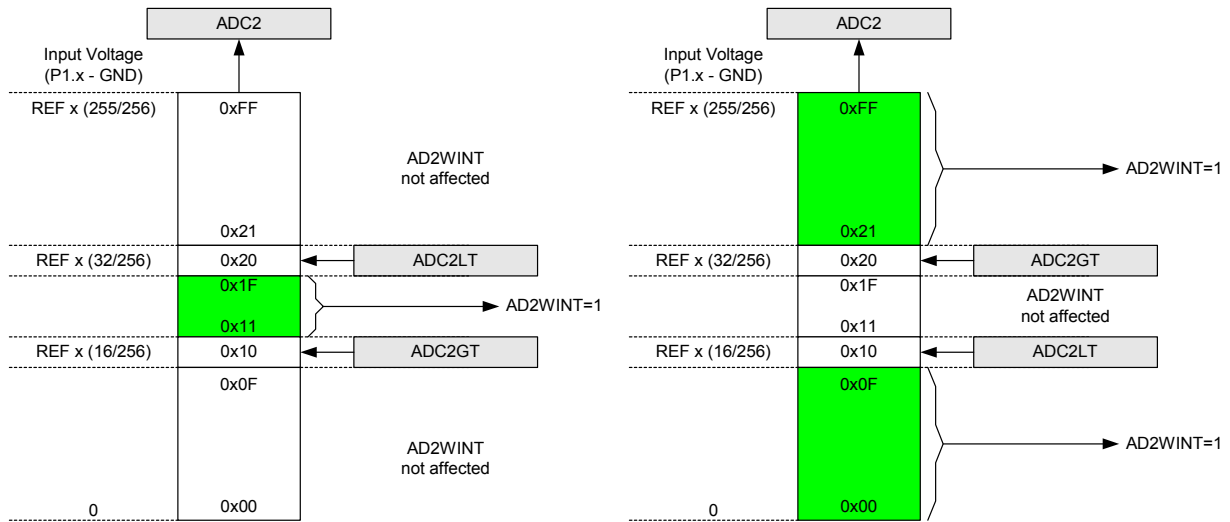 ADC2
Input Voltage
(P1.x - GND)
REF x (255/256)
0xFF
AD2WINT
not affected
0x21
REF x (32/256)
0x20
ADC2LT
0x1F
AD2WINT=1
0x11
REF x (16/256)
0x10
ADC2GT
0x0F
AD2WINT
not affected
0
0x00
ADC2
Input Voltage
(P1.x - GND)
REF x (255/256)
0xFF
AD2WINT=1
0x21
REF x (32/256)
0x20
ADC2GT
0x1F
AD2WINT
not affected
0x11
REF x (16/256)
0x10
ADC2LT
0x0F
AD2WINT=1
0
0x00